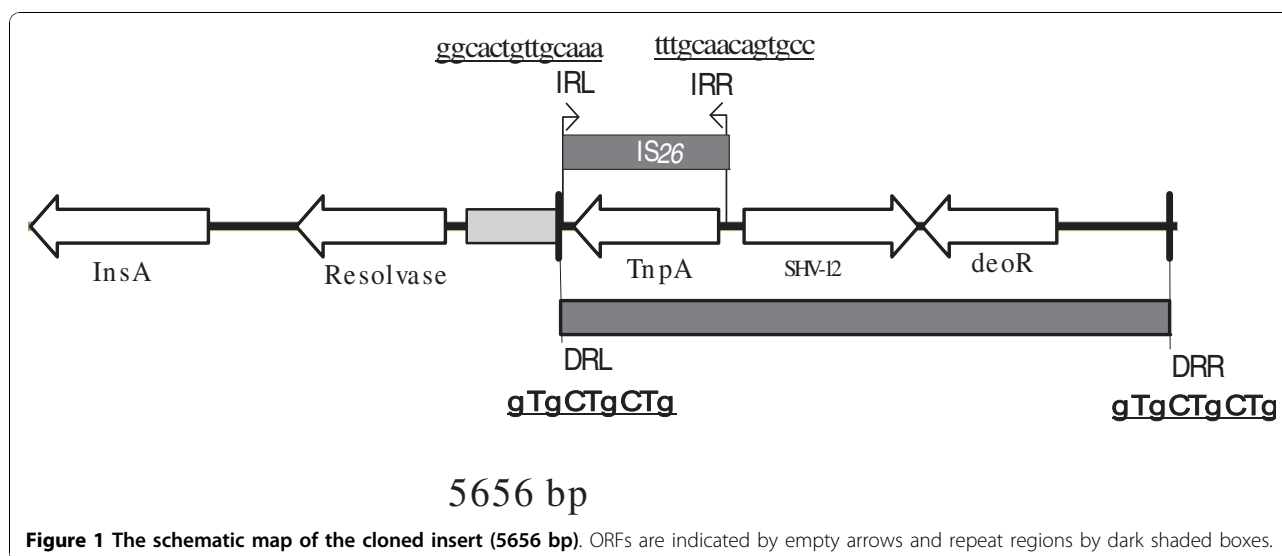 ggcactgttgcaaa tttgcaacagtgcc
IRL IRR
IS26
InsA Resolvase TnpA SHV-12 deoR
DRL DRR
gTgCTgCTg gTgCTgCTg
5656 bp
Figure 1 The schematic map of the cloned insert (5656 bp). ORFs are indicated by empty arrows and repeat regions by dark shaded boxes.